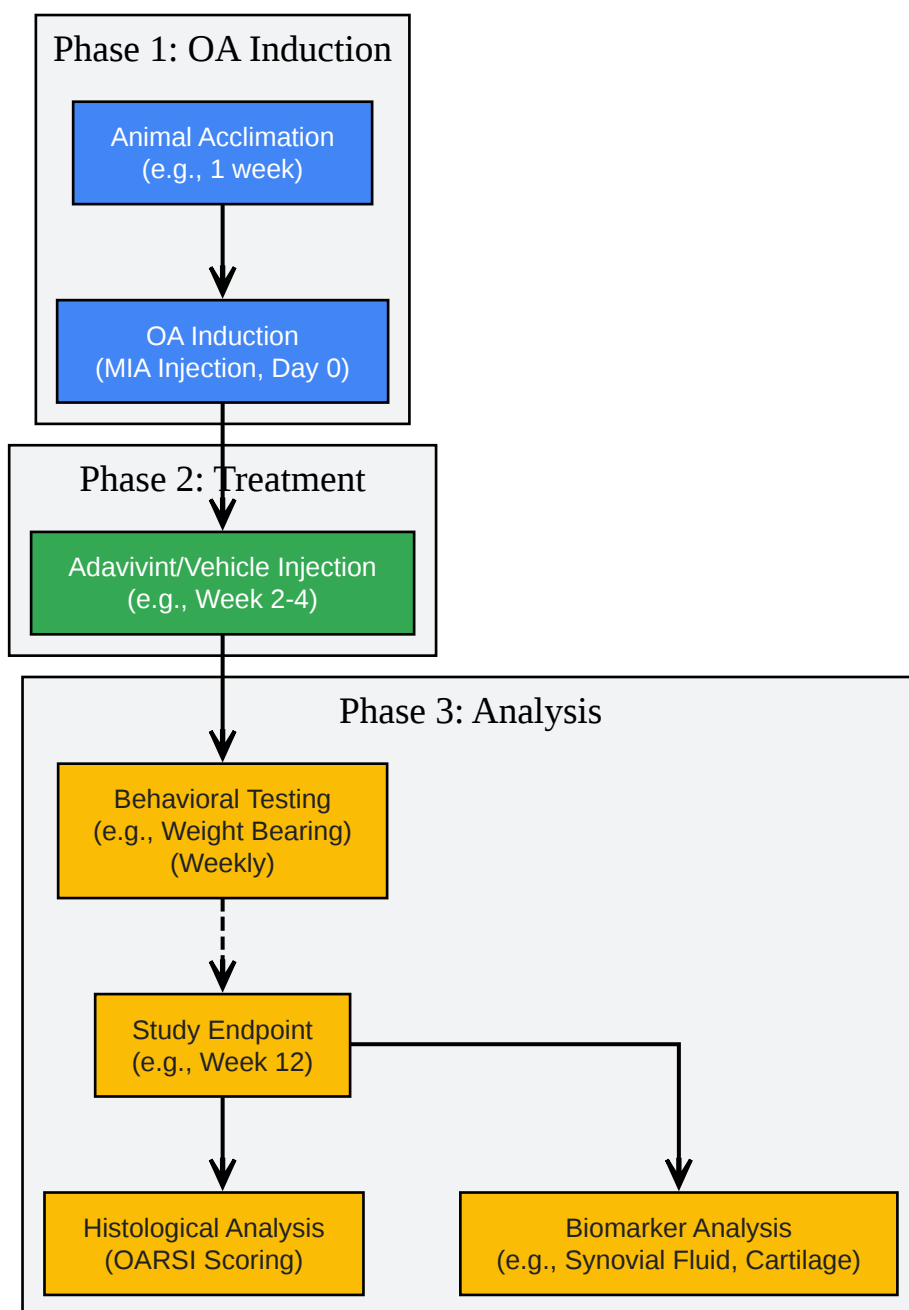 Phase 1: OA Induction
Animal Acclimation
(e.g., 1 week)
OA Induction
(MIA Injection, Day 0)
Phase 2: Treatment
Adavivint/Vehicle Injection
(e.g., Week 2-4)
Phase 3: Analysis
Behavioral Testing
(e.g., Weight Bearing)
(Weekly)
Study Endpoint
(e.g., Week 12)
Histological Analysis
(OARSI Scoring)
Biomarker Analysis
(e.g., Synovial Fluid, Cartilage)